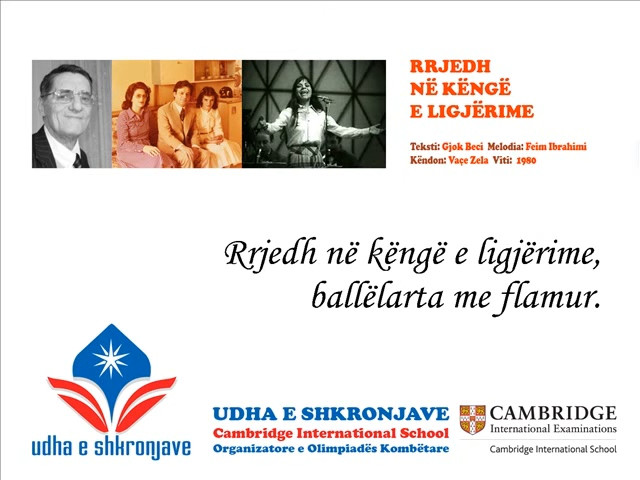 RRJEDH
NË KËNGË
E LIGJËRIME
Teksti: Gjok Beci Melodia: Feim Ibrahimi
Këndon: Vaçe Zela Viti: 1980
Rrjedh në këngë e ligjërime,
ballëlarta me flamur.
udha e shkronjave
UDHA E SHKRONJAVE
Cambridge International School
Organizatore e Olimpiadës Kombëtare
CAMBRIDGE
International Examinations
Cambridge International School